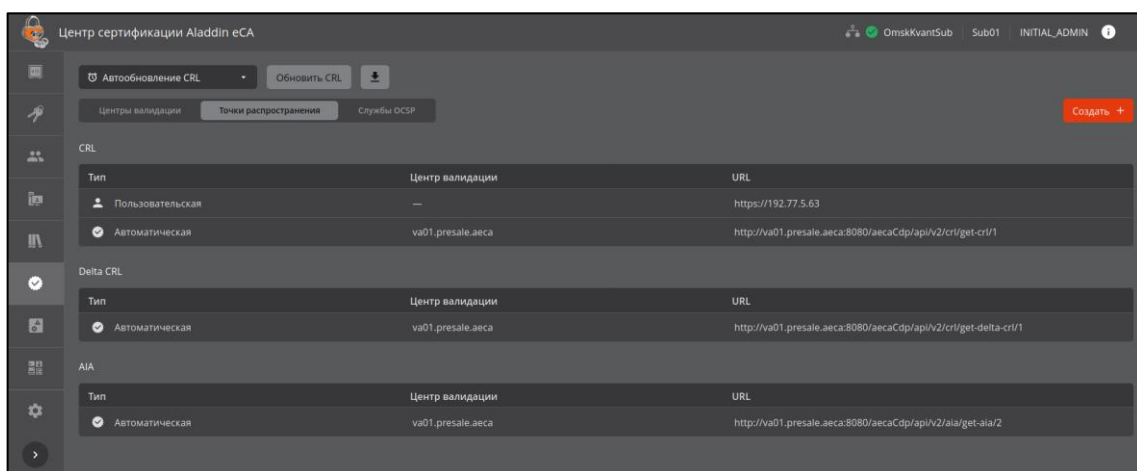 Центр сертификации Aladdin eCA OmskKvantSub Sub01 INITIAL_ADMIN
Автообновление CRL Обновить CRL
Центры валидации Точки распространения Службы OCSP Создать +
CRL
Тип Центр валидации URL
Пользовательская — https://192.77.5.63
Автоматическая va01.presale.aeca http://va01.presale.aeca:8080/aecaCdp/api/v2/crl/get-crl/1
Delta CRL
Тип Центр валидации URL
Автоматическая va01.presale.aeca http://va01.presale.aeca:8080/aecaCdp/api/v2/crl/get-delta-crl/1
AIA
Тип Центр валидации URL
Автоматическая va01.presale.aeca http://va01.presale.aeca:8080/aecaCdp/api/v2/aia/get-aia/2